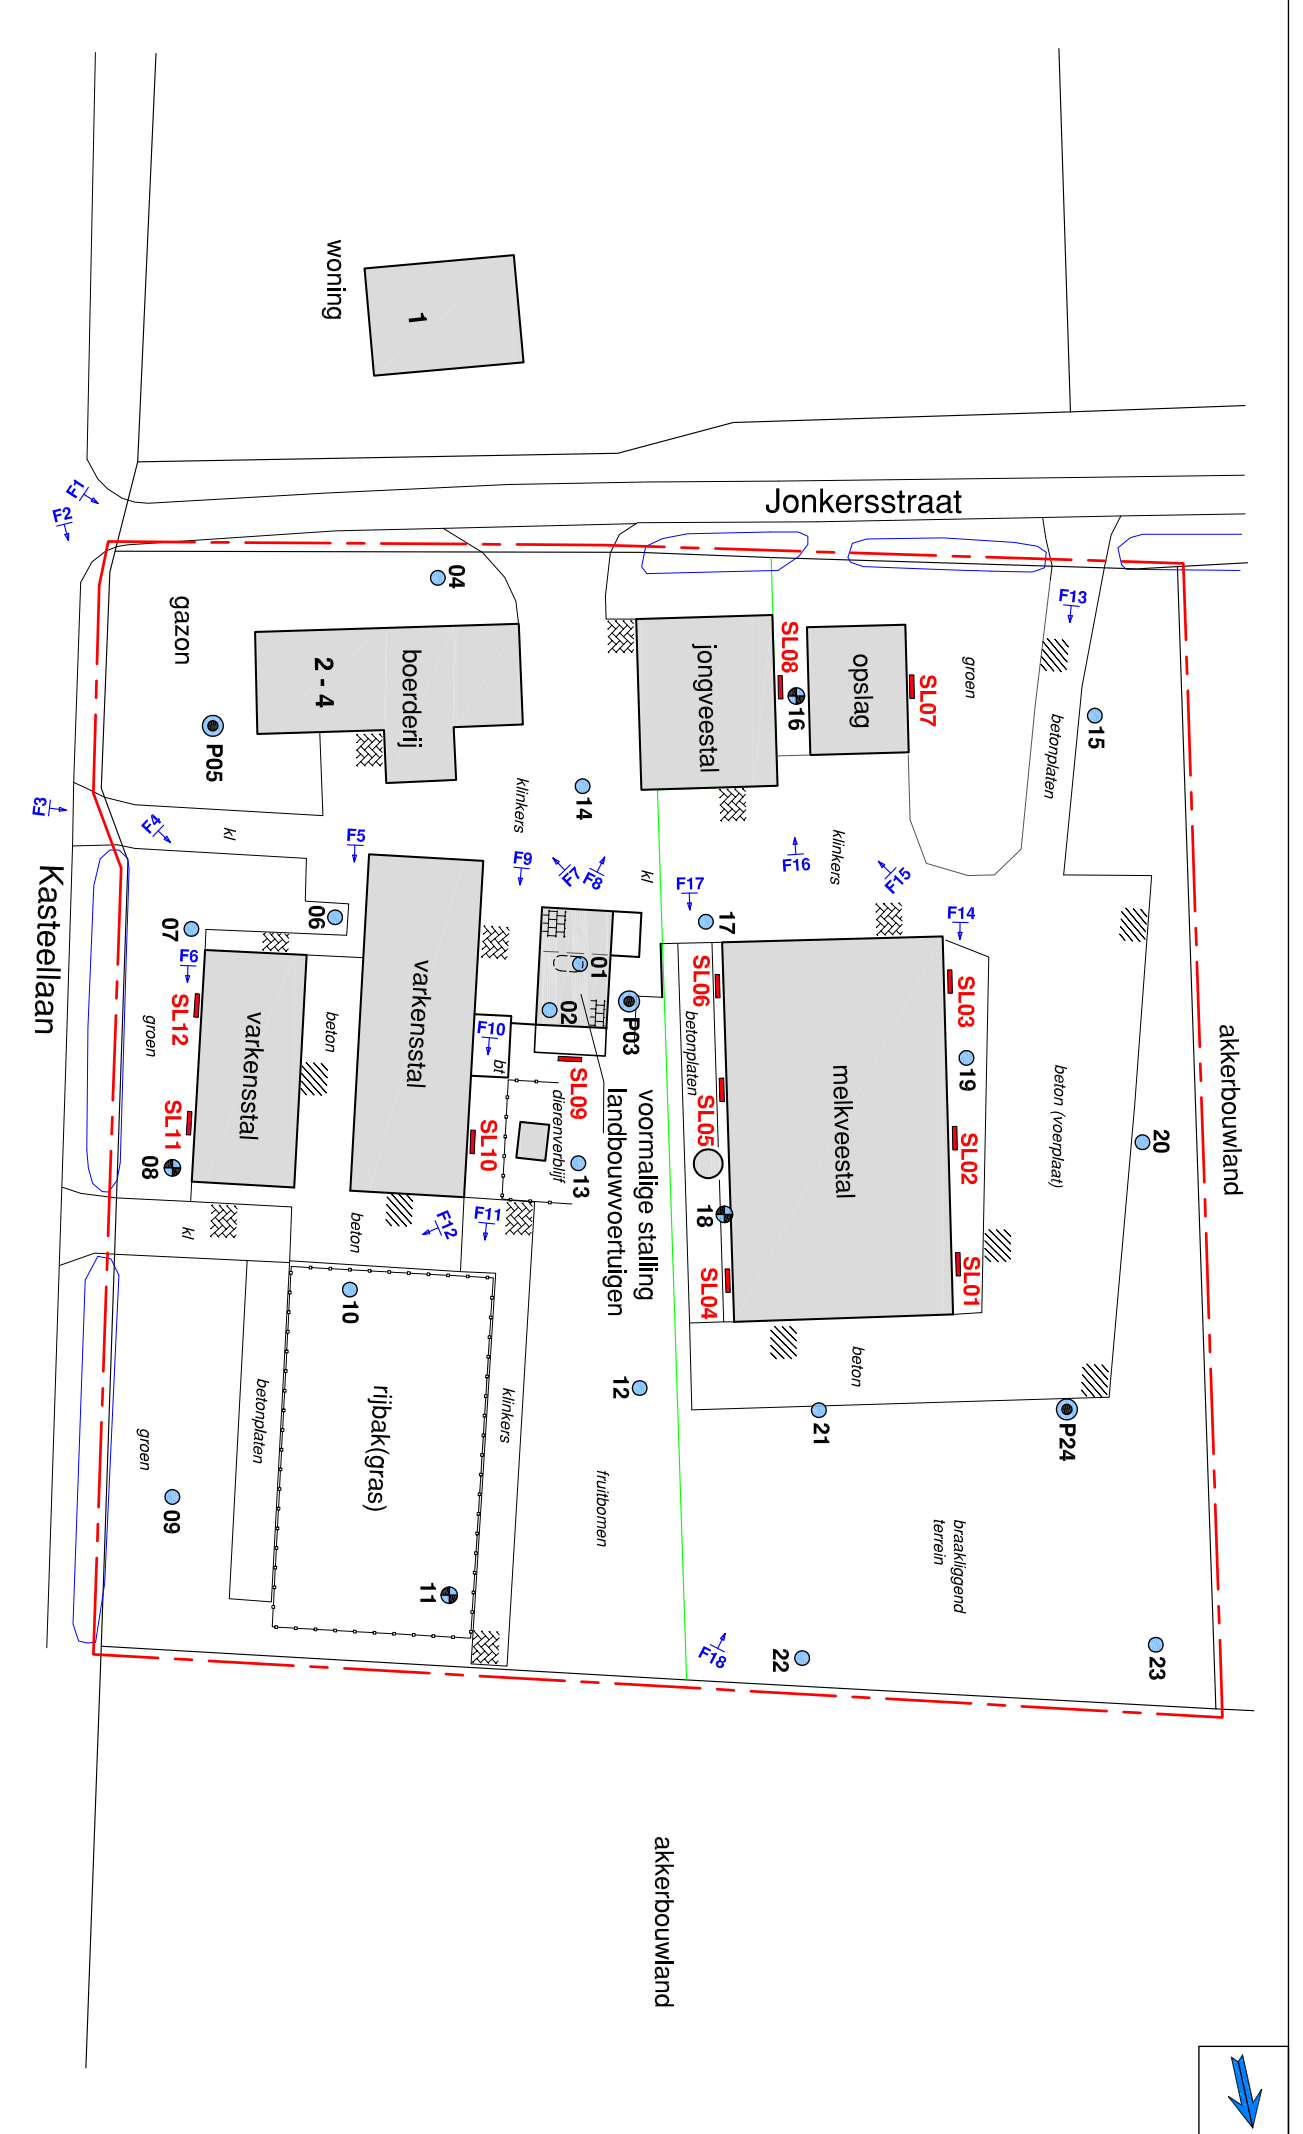 woning
1
Jonkersstraat
F1
F2
F13
04
gazon
2 - 4
boerderij
jongveestal
SL08
16
opslag
SL07
groen
betonplaten
15
P05
F3
F4
kl
F5
klinkers
14
F9
F7
F8
kl
F17
F16
klinkers
F15
F14
Kasteellaan
07
06
F6
SL12
groen
SL11
08
varkensstal
beton
varkensstal
F10
bt
01
02
P03
SL09
SL10
dierenverblijf
13
voormalige stallling
landbouwvoertuigen
17
SL06
betonplaten
SL05
18
SL04
melkveestal
SL03
19
SL02
SL01
beton (voerplaat)
20
akkerbouwland
kl
beton
F12
F11
10
12
beton
21
P24
betonplaten
rijbak(gras)
klinkers
groen
09
11
fruitbomen
braakliggend
terrein
F18
22
23
akkerbouwland